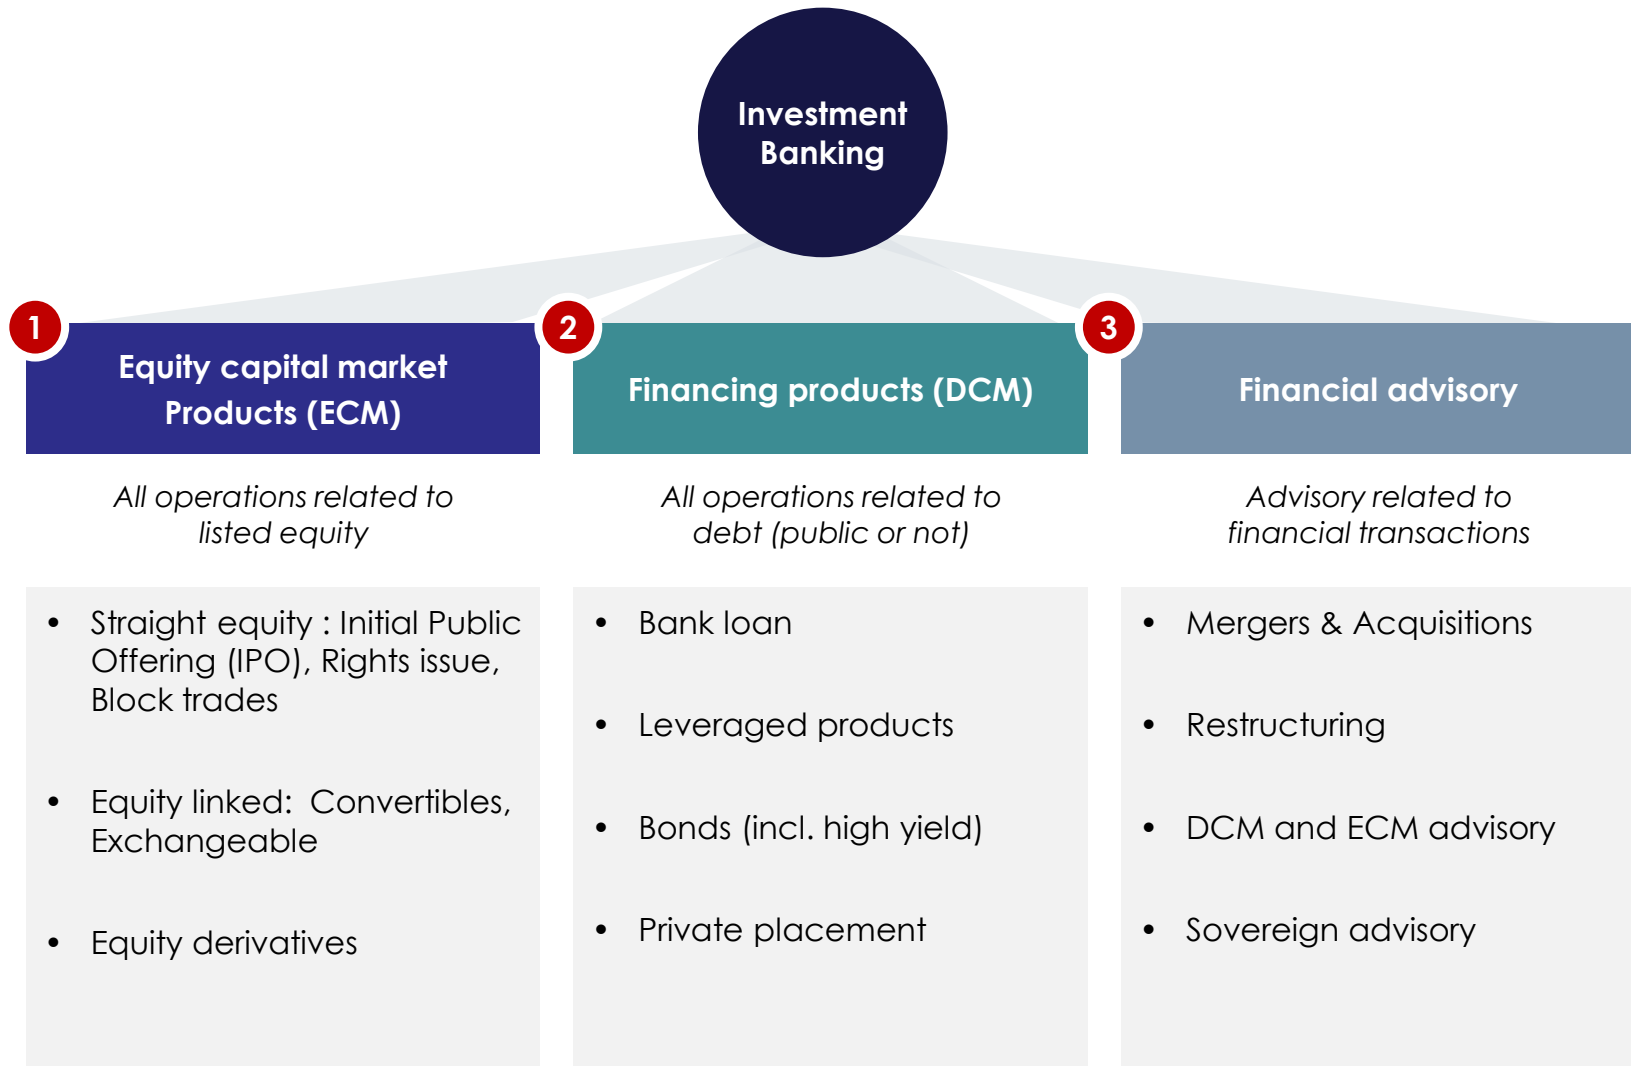 Investment
Banking
1
Equity capital market
Products (ECM)
All operations related to
listed equity
• Straight equity : Initial Public
Offering (IPO), Rights issue,
Block trades
• Equity linked:  Convertibles,
Exchangeable
• Equity derivatives
2
Financing products (DCM)
All operations related to
debt (public or not)
• Bank loan
• Leveraged products
• Bonds (incl. high yield)
• Private placement
3
Financial advisory
Advisory related to
financial transactions
• Mergers & Acquisitions
• Restructuring
• DCM and ECM advisory
• Sovereign advisory